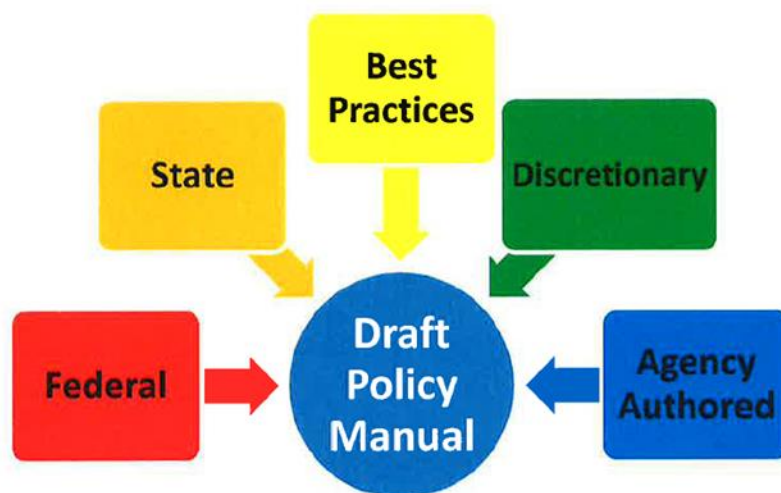 Best
Practices
State
Discretionary
Federal
Draft
Policy
Manual
Agency
Authored